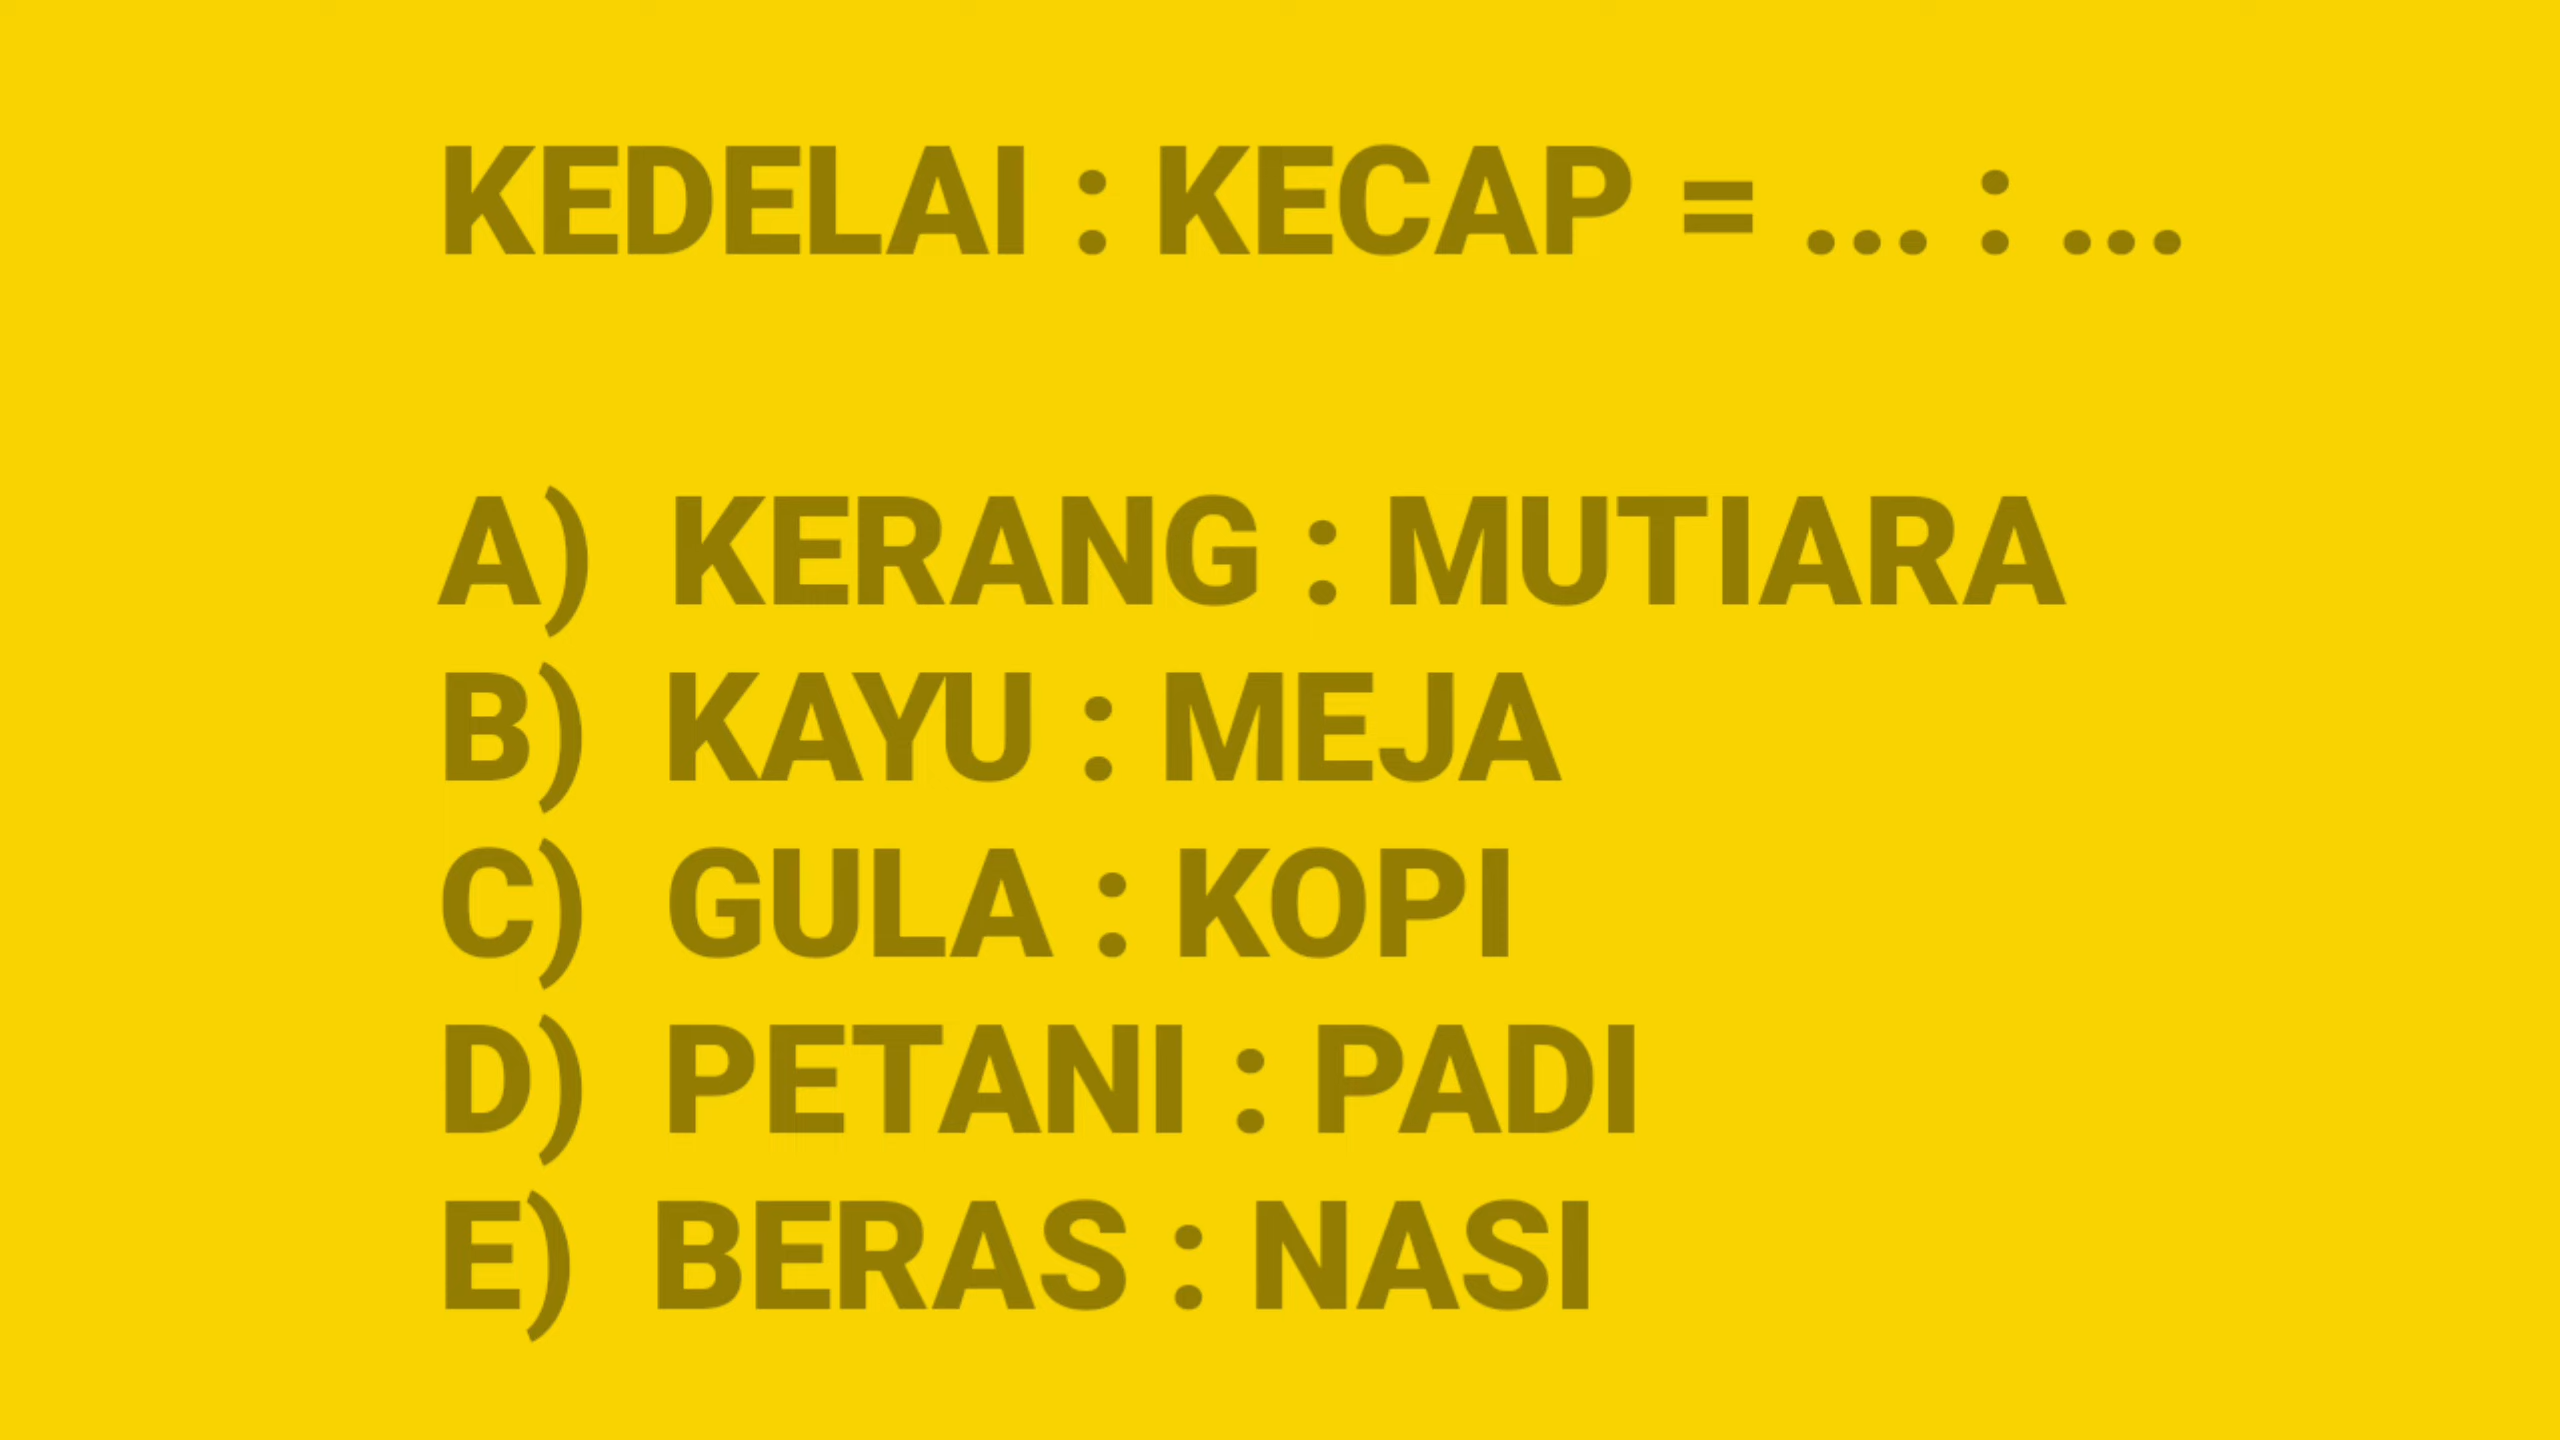 KEDELAI : KECAP = ... : ...
A) KERANG : MUTIARA
B) KAYU : MEJA
C) GULA : KOPI
D) PETANI : PADI
E) BERAS : NASI